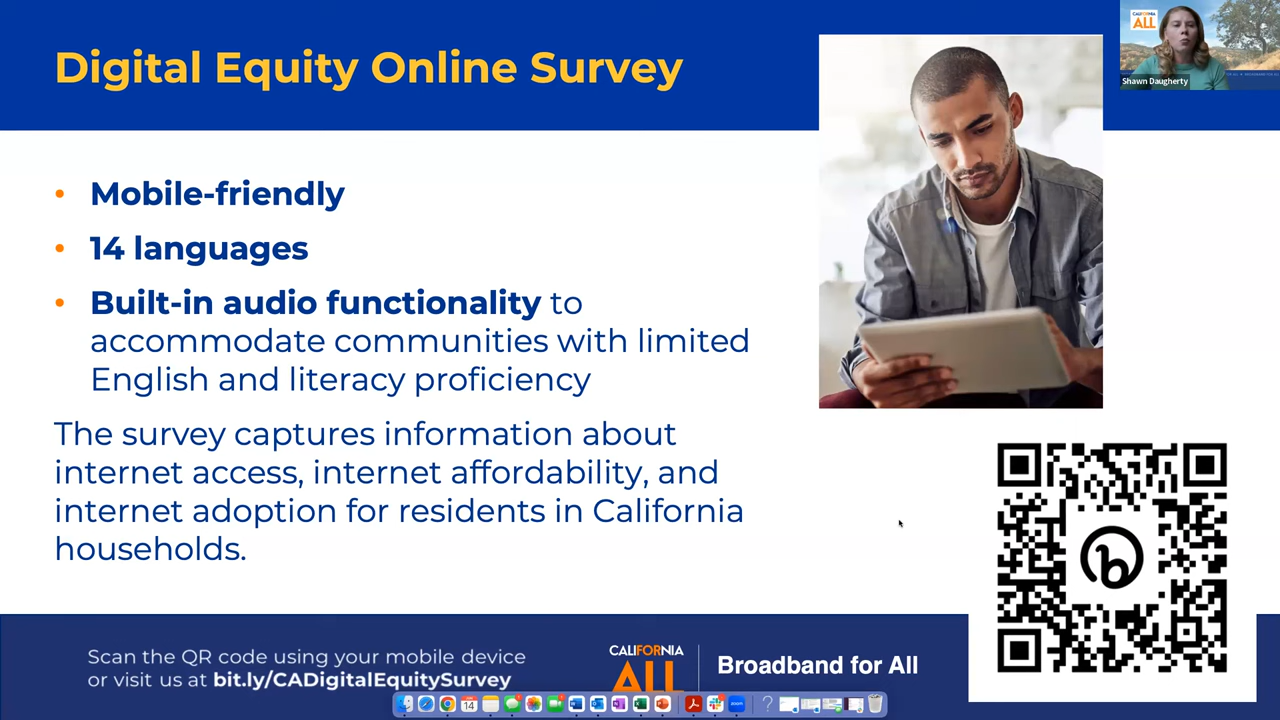 Digital Equity Online Survey
CALIFORNIA
ALL
Shawn Daugherty
• Mobile-friendly
• 14 languages
• Built-in audio functionality to
accommodate communities with limited
English and literacy proficiency
The survey captures information about
internet access, internet affordability, and
internet adoption for residents in California
households.
b
Scan the QR code using your mobile device
or visit us at bit.ly/CADigitalEquitySurvey
CALIFORNIA
ALL
Broadband for All
14